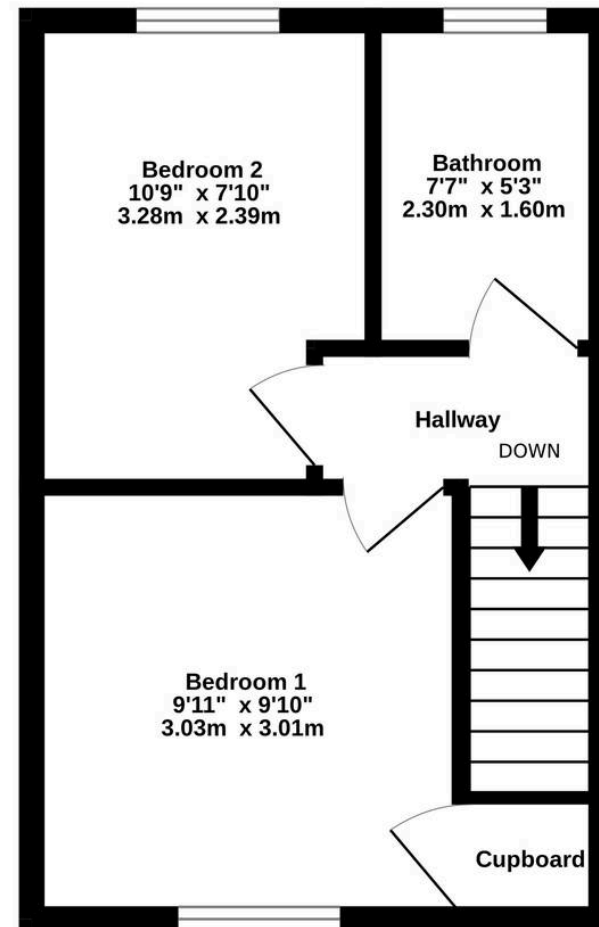 Bedroom 2
10'9" x 7'10"
3.28m x 2.39m
Bathroom
7'7" x 5'3"
2.30m x 1.60m
Hallway
DOWN
Bedroom 1
9'11" x 9'10"
3.03m x 3.01m
Cupboard